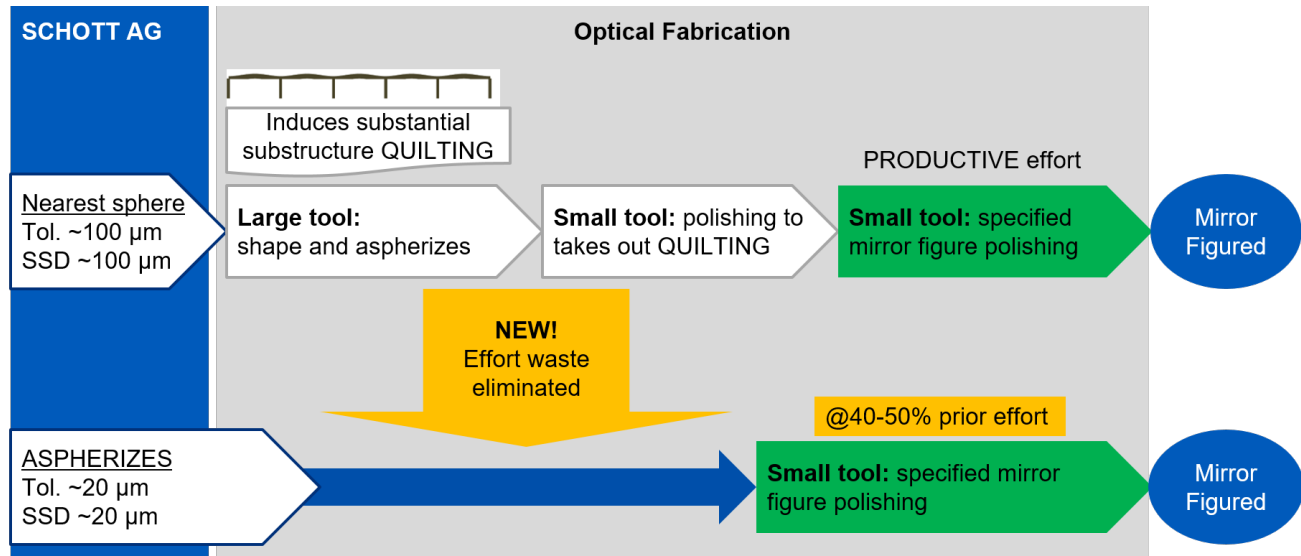 SCHOTT AG
Optical Fabrication
Induces substantial
substructure QUILTING
PRODUCTIVE effort
Nearest sphere
Tol. ~100 µm
SSD ~100 µm
Large tool:
shape and aspherizes
Small tool: polishing to
takes out QUILTING
Small tool: specified
mirror figure polishing
Mirror
Figured
NEW!
Effort waste
eliminated
@40-50% prior effort
ASPHERIZES
Tol. ~20 µm
SSD ~20 µm
Small tool: specified mirror
figure polishing
Mirror
Figured